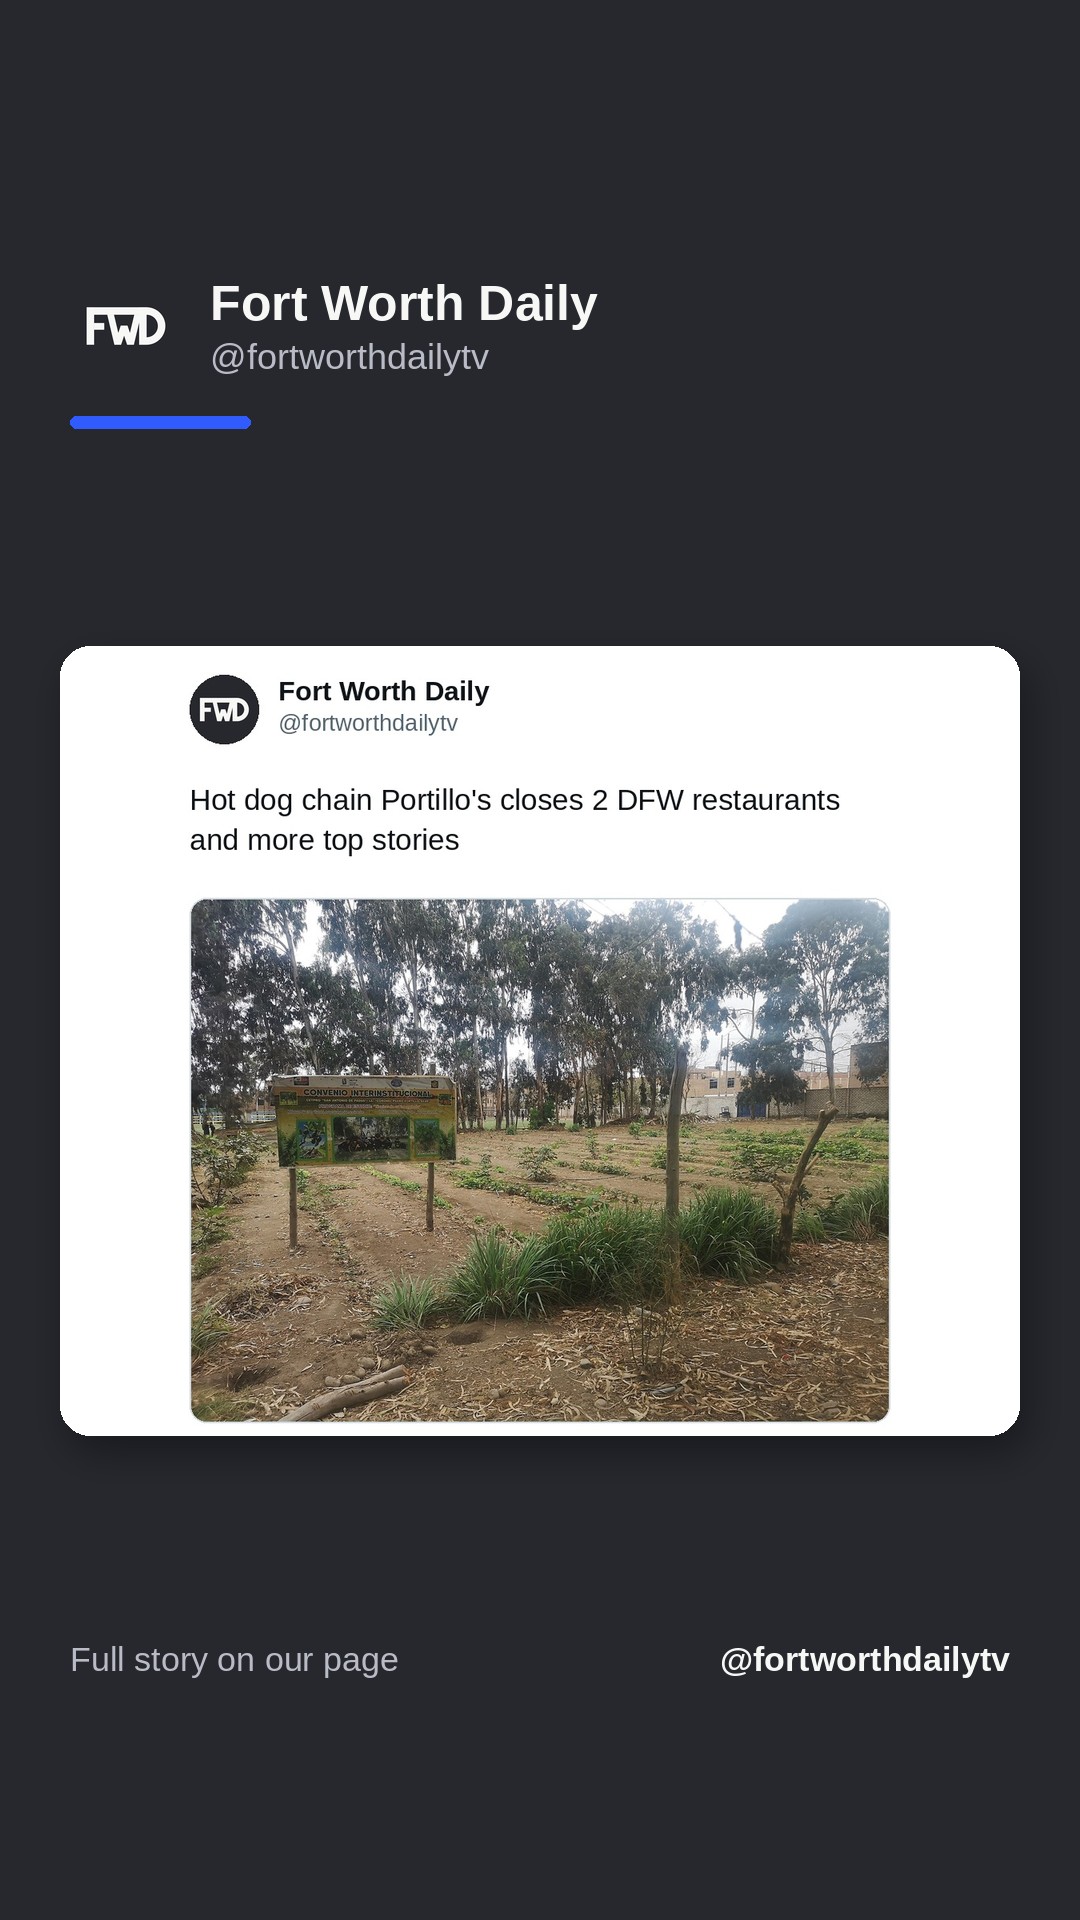 FWD
Fort Worth Daily
@fortworthdailytv
FWD
Fort Worth Daily
@fortworthdailytv
Hot dog chain Portillo's closes 2 DFW restaurants
and more top stories
CONVENIO INTERINSTITUCIONAL
Full story on our page
@fortworthdailytv